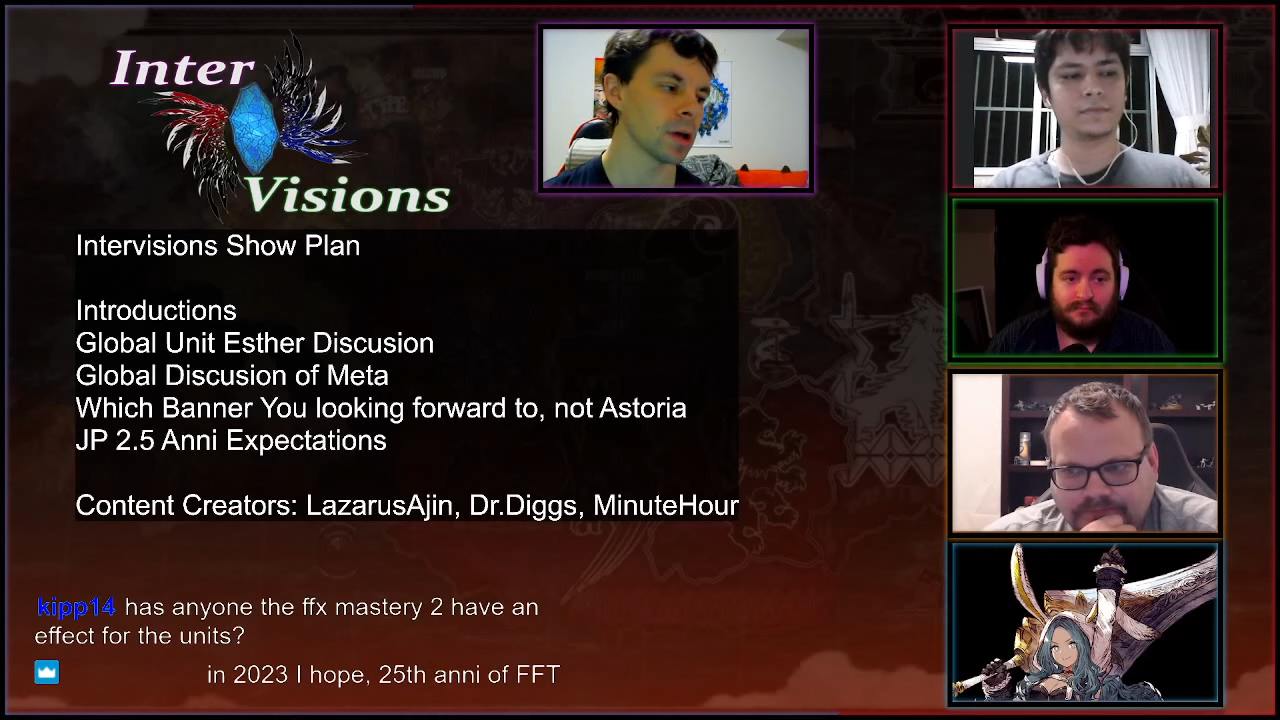 Inter
Visions
Intervisions Show Plan
Introductions
Global Unit Esther Discusion
Global Discusion of Meta
Which Banner You looking forward to, not Astoria
JP 2.5 Anni Expectations
Content Creators: LazarusAjin, Dr.Diggs, MinuteHour
kipp14 has anyone the ffx mastery 2 have an
effect for the units?
in 2023 I hope, 25th anni of FFT